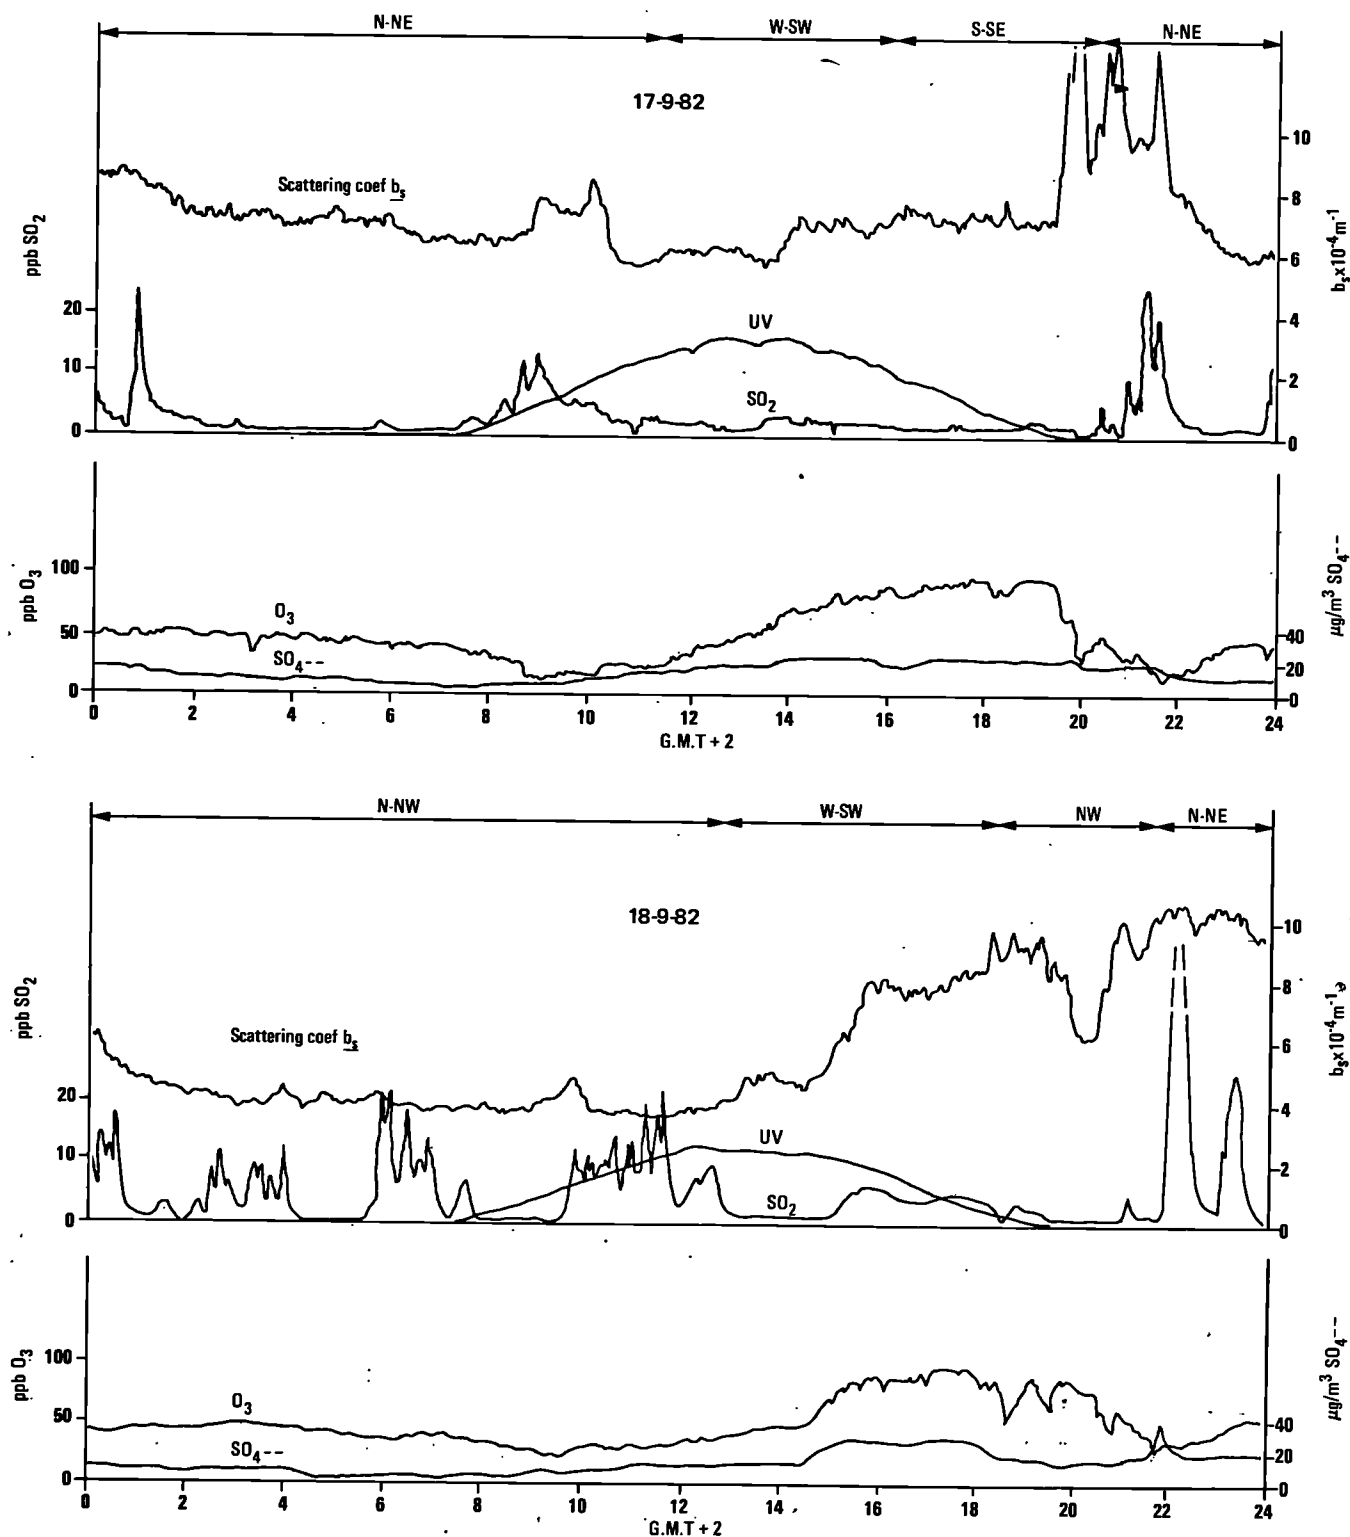 N-NE W-SW S-SE N-NE
17-9-82
10
Scattering coef b_s
8
ppb SO2
b_s x10-4 m-1
6
20
4
UV
10
2
SO2
0
0
100
ppb O3
µg/m3 SO4--
O3
50
40
SO4--
20
0
0
0 2 4 6 8 10 12 14 16 18 20 22 24
G.M.T + 2
N-NW W-SW NW N-NE
18-9-82
10
ppb SO2
8
b_s x10-4 m-1
Scattering coef b_s
6
20
4
UV
10
2
SO2
0
0
100
ppb O3
µg/m3 SO4--
O3
50
40
SO4--
20
0
0
0 2 4 6 8 10 12 14 16 18 20 22 24
G.M.T + 2